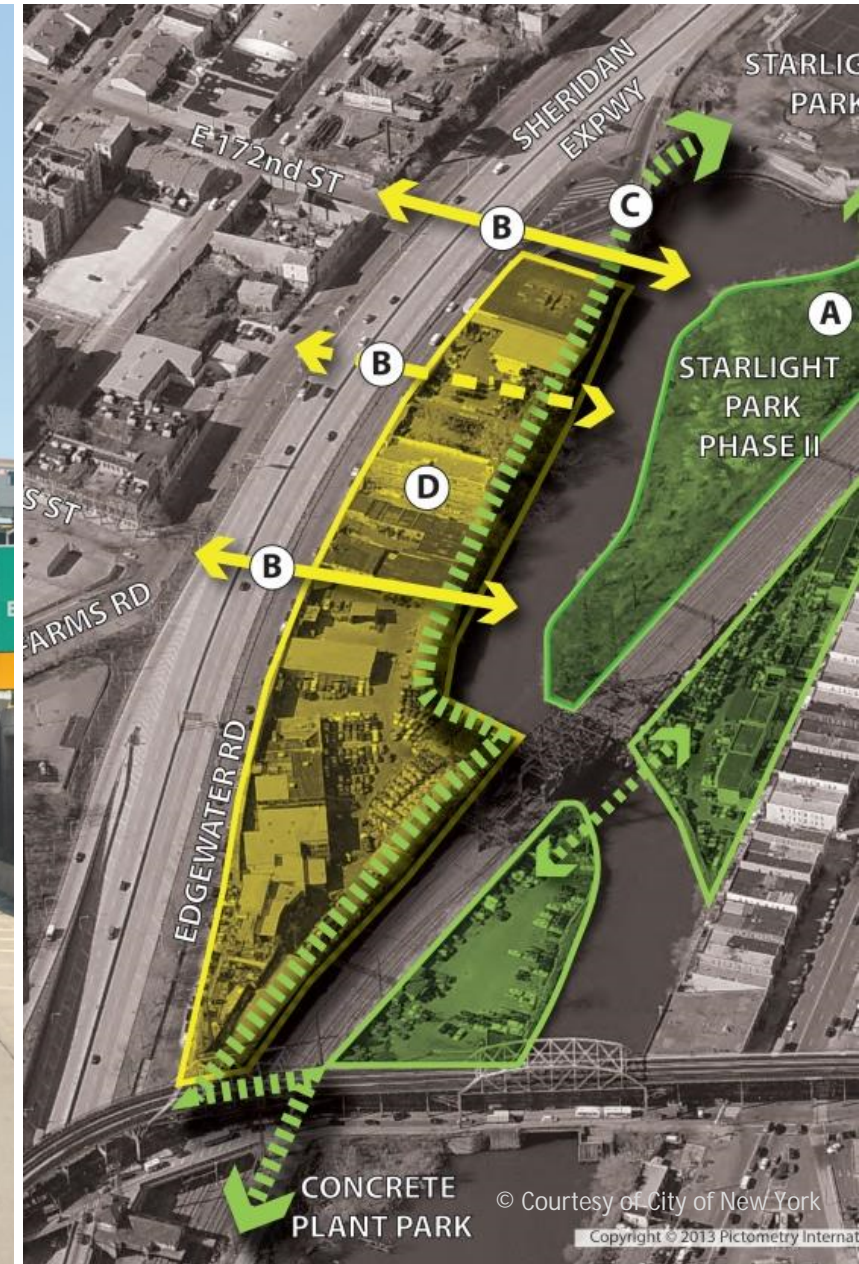 STARLIG
PARK
SHERIDAN
EXPWY
E 172nd ST
C
B
A
B
STARLIGHT
PARK
PHASE II
D
S ST
B
FARMS RD
EDGEWATER RD
CONCRETE
PLANT PARK
© Courtesy of City of New York
Copyright © 2013 Pictometry Internat